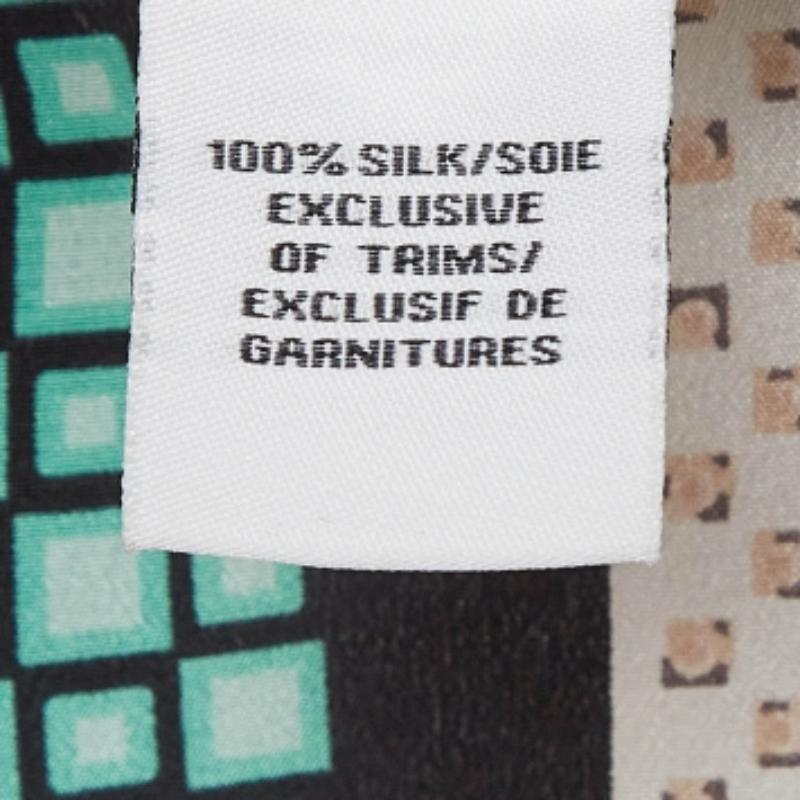 100% SILK/SOIE
EXCLUSIVE
OF TRIMS/
EXCLUSIF DE
GARNITURES